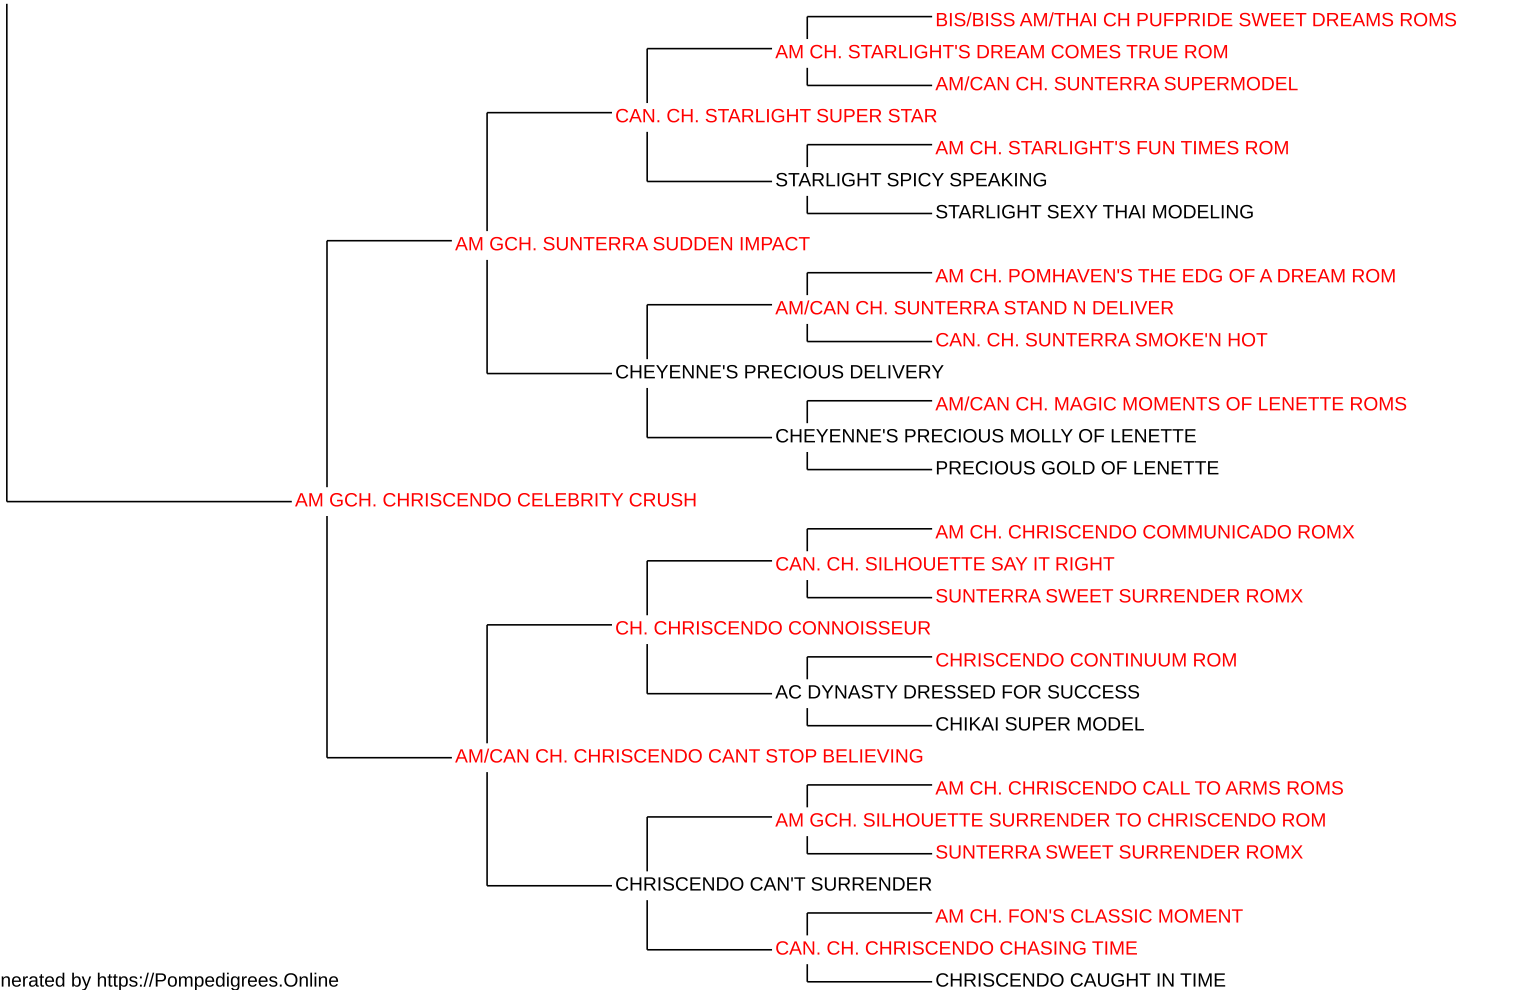 BIS/BISS AM/THAI CH PUFPRIDE SWEET DREAMS ROMS
AM CH. STARLIGHT'S DREAM COMES TRUE ROM
AM/CAN CH. SUNTERRA SUPERMODEL
CAN. CH. STARLIGHT SUPER STAR
AM CH. STARLIGHT'S FUN TIMES ROM
STARLIGHT SPICY SPEAKING
STARLIGHT SEXY THAI MODELING
AM GCH. SUNTERRA SUDDEN IMPACT
AM CH. POMHAVEN'S THE EDG OF A DREAM ROM
AM/CAN CH. SUNTERRA STAND N DELIVER
CAN. CH. SUNTERRA SMOKE'N HOT
CHEYENNE'S PRECIOUS DELIVERY
AM/CAN CH. MAGIC MOMENTS OF LENETTE ROMS
CHEYENNE'S PRECIOUS MOLLY OF LENETTE
PRECIOUS GOLD OF LENETTE
AM GCH. CHRISCENDO CELEBRITY CRUSH
AM CH. CHRISCENDO COMMUNICADO ROMX
CAN. CH. SILHOUETTE SAY IT RIGHT
SUNTERRA SWEET SURRENDER ROMX
CH. CHRISCENDO CONNOISSEUR
CHRISCENDO CONTINUUM ROM
AC DYNASTY DRESSED FOR SUCCESS
CHIKAI SUPER MODEL
AM/CAN CH. CHRISCENDO CANT STOP BELIEVING
AM CH. CHRISCENDO CALL TO ARMS ROMS
AM GCH. SILHOUETTE SURRENDER TO CHRISCENDO ROM
SUNTERRA SWEET SURRENDER ROMX
CHRISCENDO CAN'T SURRENDER
AM CH. FON'S CLASSIC MOMENT
CAN. CH. CHRISCENDO CHASING TIME
CHRISCENDO CAUGHT IN TIME
nerated by https://Pompedigrees.Online